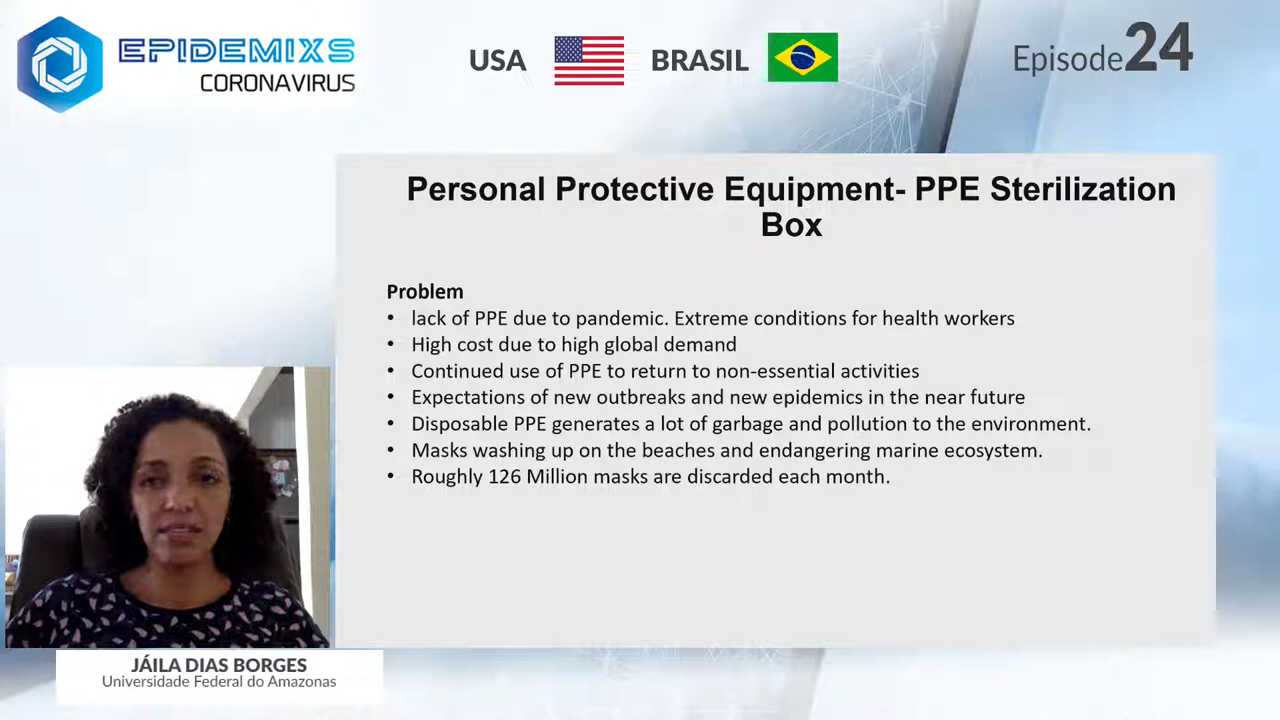 EPIDEMIXS
CORONAVIRUS
USA
BRASIL
Episode24
Personal Protective Equipment- PPE Sterilization
Box
Problem
• lack of PPE due to pandemic. Extreme conditions for health workers
• High cost due to high global demand
• Continued use of PPE to return to non-essential activities
• Expectations of new outbreaks and new epidemics in the near future
• Disposable PPE generates a lot of garbage and pollution to the environment.
• Masks washing up on the beaches and endangering marine ecosystem.
• Roughly 126 Million masks are discarded each month.
JÁILA DIAS BORGES
Universidade Federal do Amazonas